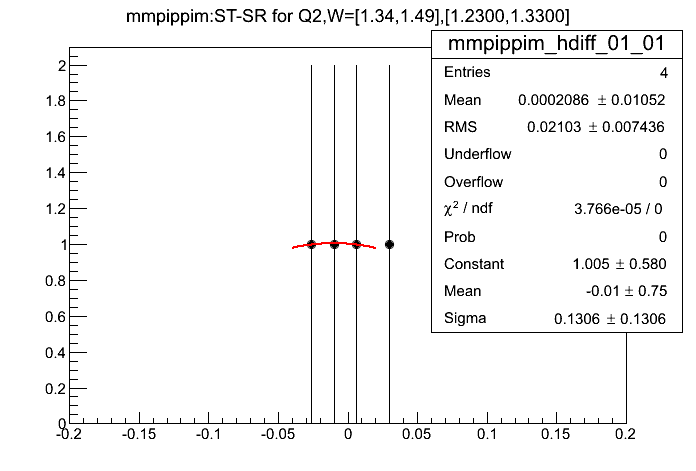 mmpippim:ST-SR for Q2,W=[1.34,1.49],[1.2300,1.3300]
mmpippim_hdiff_01_01
Entries 4
Mean 0.0002086 ± 0.01052
RMS 0.02103 ± 0.007436
Underflow 0
Overflow 0
χ² / ndf 3.766e-05 / 0
Prob 0
Constant 1.005 ± 0.580
Mean -0.01 ± 0.75
Sigma 0.1306 ± 0.1306
2
1.8
1.6
1.4
1.2
1
0.8
0.6
0.4
0.2
0
-0.2 -0.15 -0.1 -0.05 0 0.05 0.1 0.15 0.2